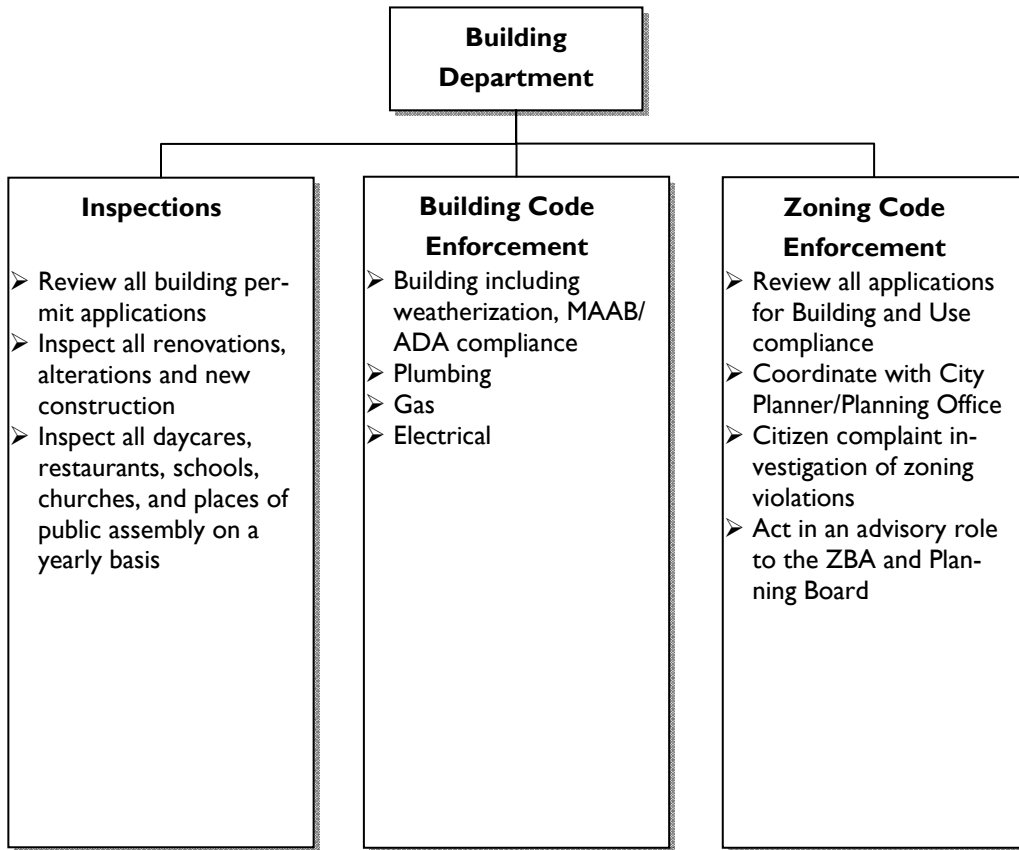 Building
Department
Inspections
➢ Review all building per-
mit applications
➢ Inspect all renovations,
alterations and new
construction
➢ Inspect all daycares,
restaurants, schools,
churches, and places of
public assembly on a
yearly basis
Building Code
Enforcement
➢ Building including
weatherization, MAAB/
ADA compliance
➢ Plumbing
➢ Gas
➢ Electrical
Zoning Code
Enforcement
➢ Review all applications
for Building and Use
compliance
➢ Coordinate with City
Planner/Planning Office
➢ Citizen complaint in-
vestigation of zoning
violations
➢ Act in an advisory role
to the ZBA and Plan-
ning Board